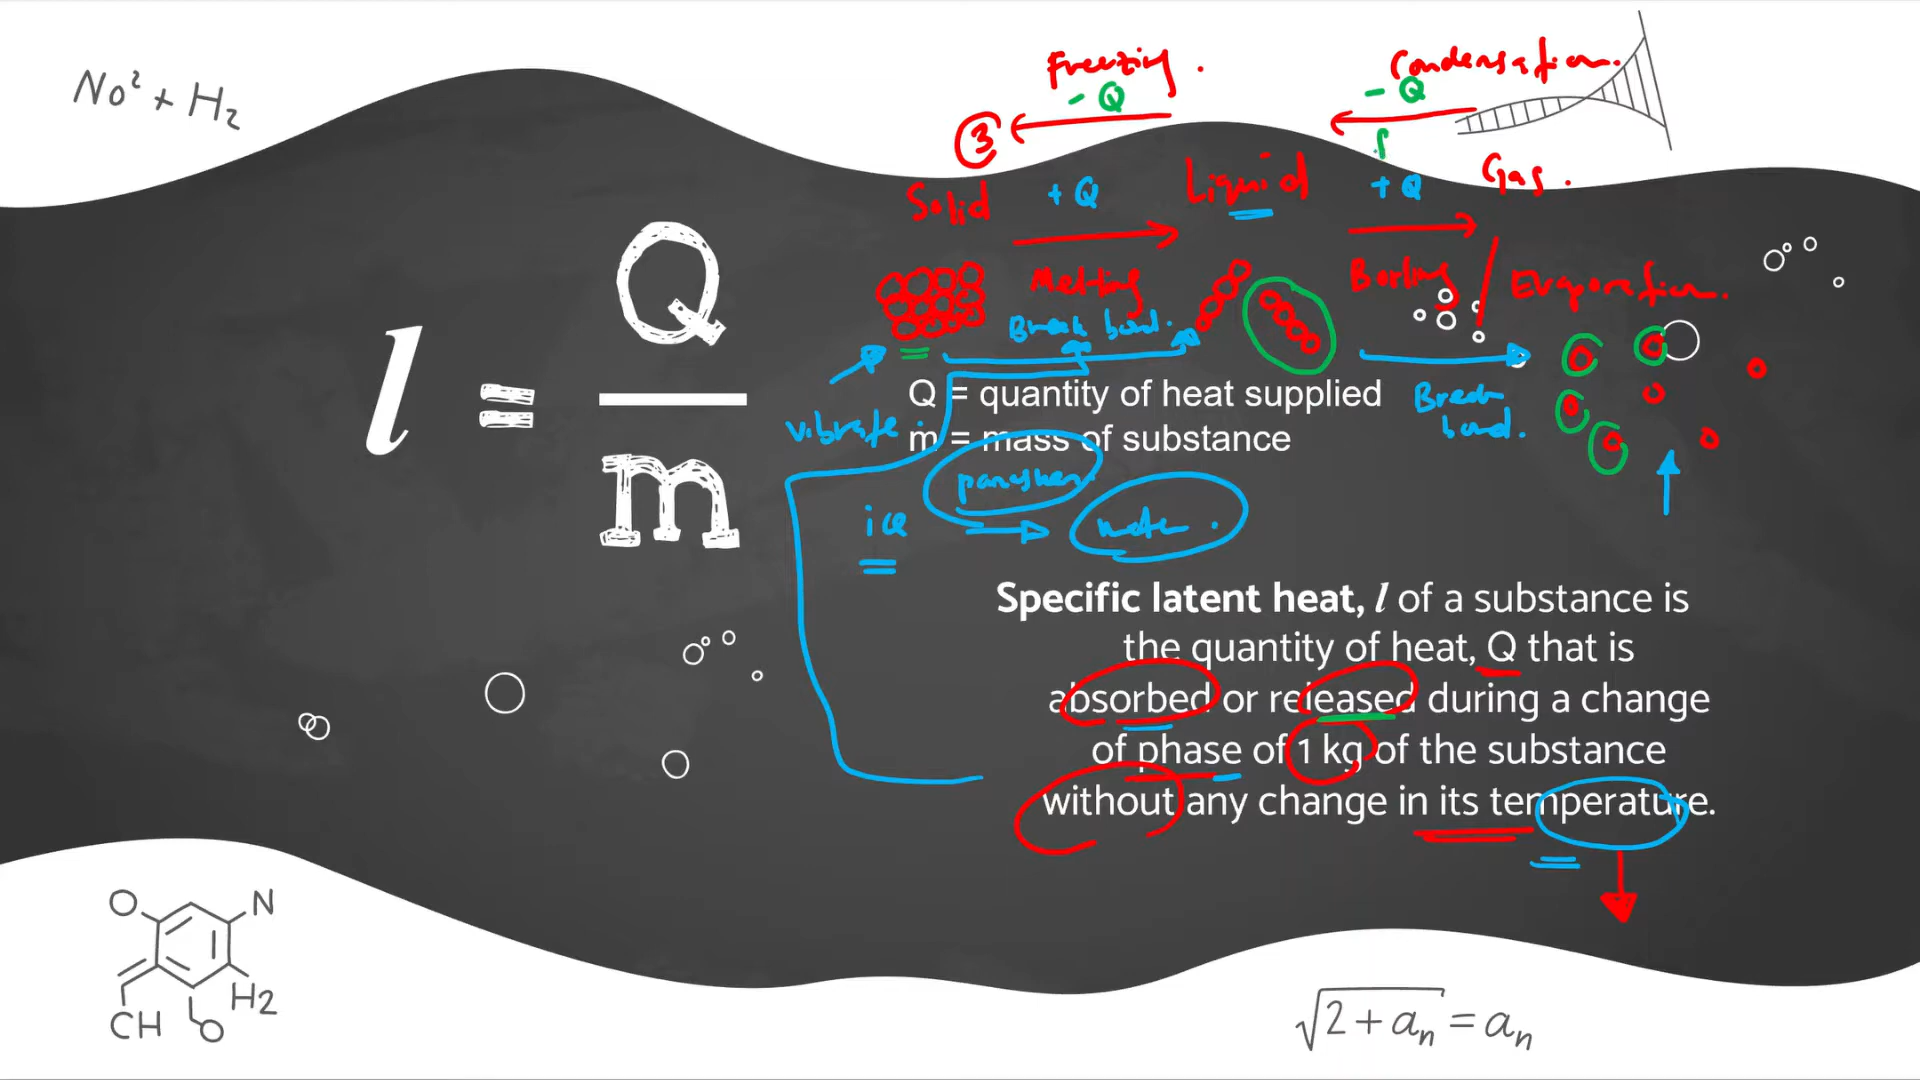 No² + H₂
Freezing .
Condensation.
- Q
- Q
3
Solid
+ Q
Liquid
+ Q
Gas .
Melting
Boiling / Evaporation .
Break bond .
l = Q
m
Q = quantity of heat supplied
m = mass of substance
vibrate .
Break
bond .
ice
Specific latent heat, l of a substance is
the quantity of heat, Q that is
absorbed or released during a change
of phase of 1 kg of the substance
without any change in its temperature.
O
N
H2
CH
O
√2 + aₙ = aₙ